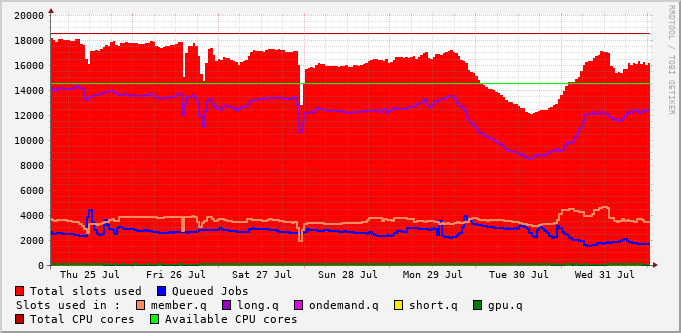 RRDTOOL / TOBI OETIKER
20000
18000
16000
14000
12000
10000
8000
6000
4000
2000
0
Thu 25 Jul Fri 26 Jul Sat 27 Jul Sun 28 Jul Mon 29 Jul Tue 30 Jul Wed 31 Jul
Total slots used Queued Jobs
Slots used in : member.q long.q ondemand.q short.q gpu.q
Total CPU cores Available CPU cores